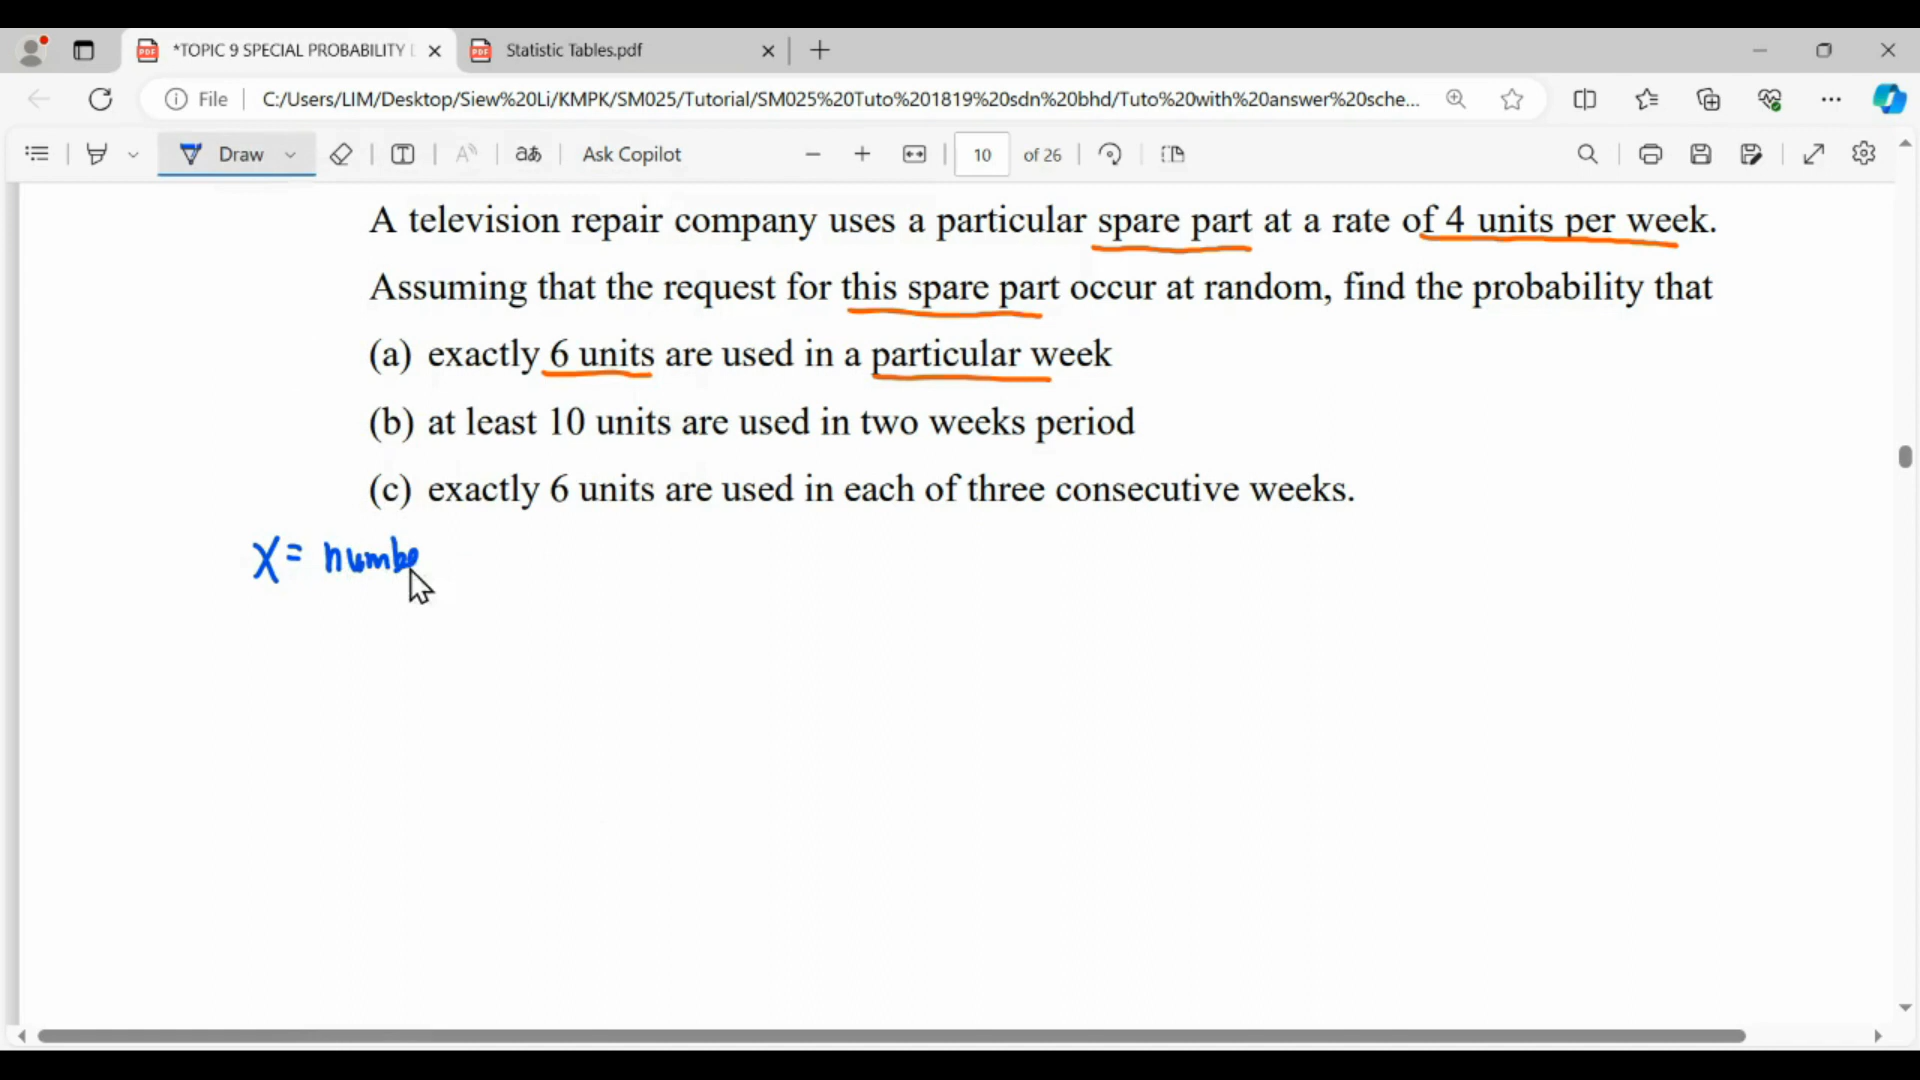 *TOPIC 9 SPECIAL PROBABILITY
Statistic Tables.pdf
File
C:/Users/LIM/Desktop/Siew%20Li/KMPK/SM025/Tutorial/SM025%20Tuto%201819%20sdn%20bhd/Tuto%20with%20answer%20sche...
Draw
Ask Copilot
10
of 26
A television repair company uses a particular spare part at a rate of 4 units per week.
Assuming that the request for this spare part occur at random, find the probability that
(a) exactly 6 units are used in a particular week
(b) at least 10 units are used in two weeks period
(c) exactly 6 units are used in each of three consecutive weeks.
X = numbe